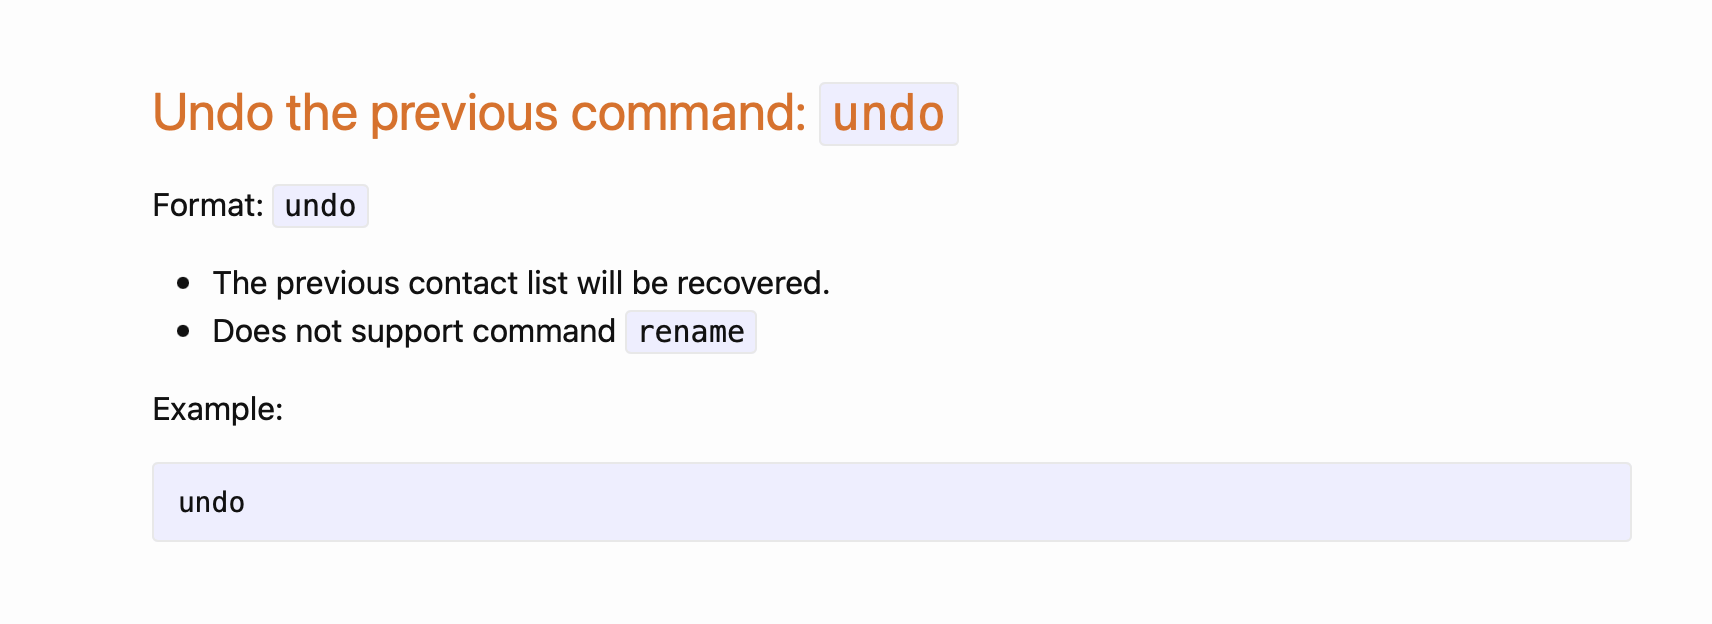 Undo the previous command: undo
Format: undo
• The previous contact list will be recovered.
• Does not support command rename
Example:
undo